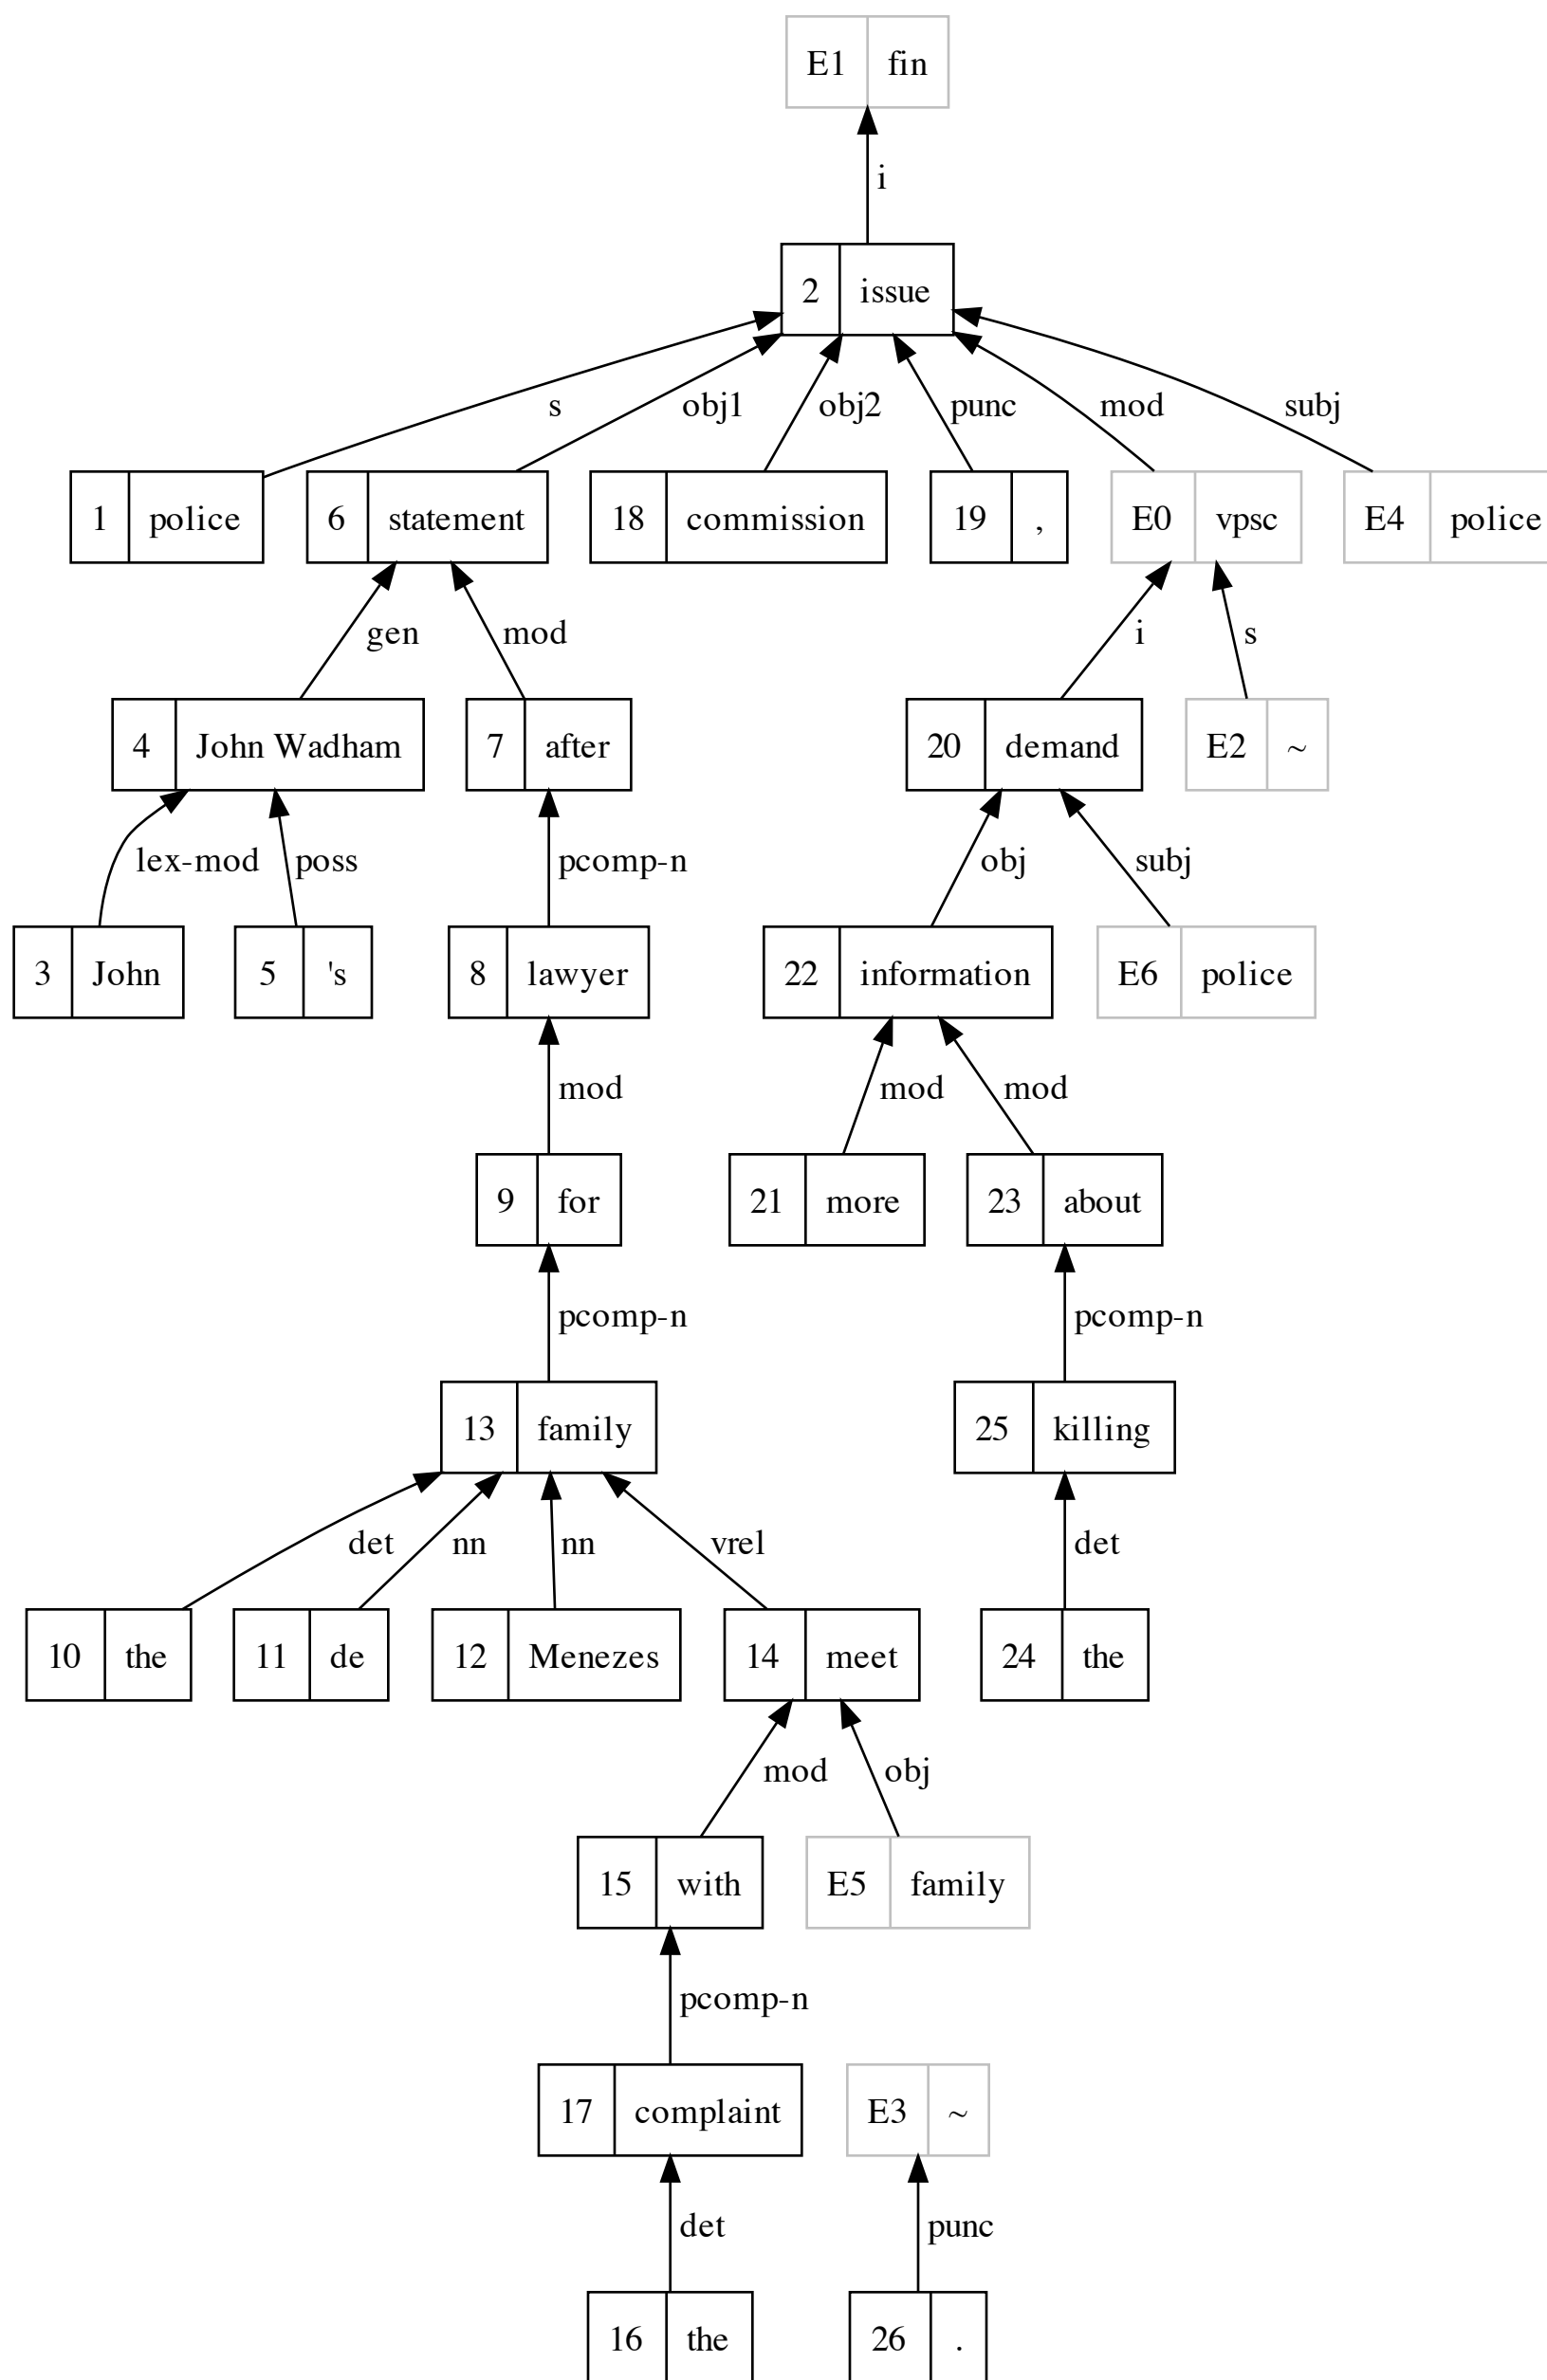 E1 fin
i
2 issue
s obj1 obj2 punc mod subj
1 police 6 statement 18 commission 19 , E0 vpsc E4 police
gen mod i s
4 John Wadham 7 after 20 demand E2 ~
lex-mod poss pcomp-n obj subj
3 John 5 's 8 lawyer 22 information E6 police
mod mod mod
9 for 21 more 23 about
pcomp-n pcomp-n
13 family 25 killing
det nn nn vrel det
10 the 11 de 12 Menezes 14 meet 24 the
mod obj
15 with E5 family
pcomp-n
17 complaint E3 ~
det punc
16 the 26 .